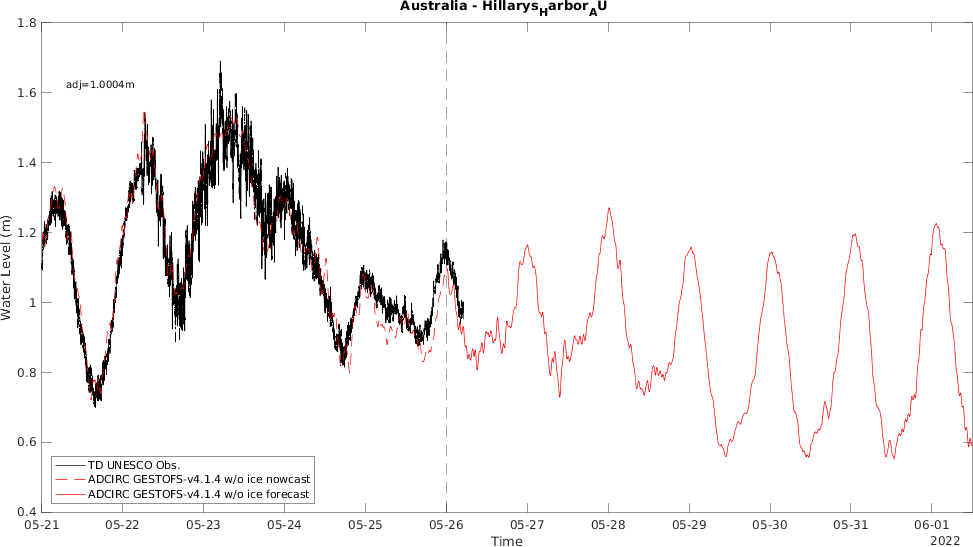 Australia - HillarysHarborAU
1.8
adj=1.0004m
1.6
1.4
1.2
1
0.8
0.6
0.4
Water Level (m)
TD UNESCO Obs.
ADCIRC GESTOFS-v4.1.4 w/o ice nowcast
ADCIRC GESTOFS-v4.1.4 w/o ice forecast
05-21 05-22 05-23 05-24 05-25 05-26 05-27 05-28 05-29 05-30 05-31 06-01
Time
2022